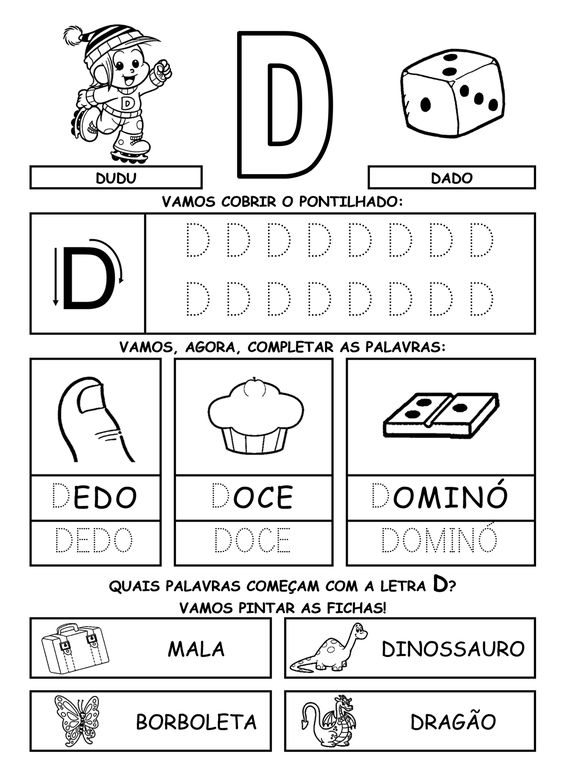 D
D
DUDU
DADO
VAMOS COBRIR O PONTILHADO:
D
D D D D D D D D
D D D D D D D D
VAMOS, AGORA, COMPLETAR AS PALAVRAS:
DEDO
DOCE
DOMINÓ
DEDO
DOCE
DOMINÓ
QUAIS PALAVRAS COMEÇAM COM A LETRA D?
VAMOS PINTAR AS FICHAS!
MALA
DINOSSAURO
BORBOLETA
DRAGÃO